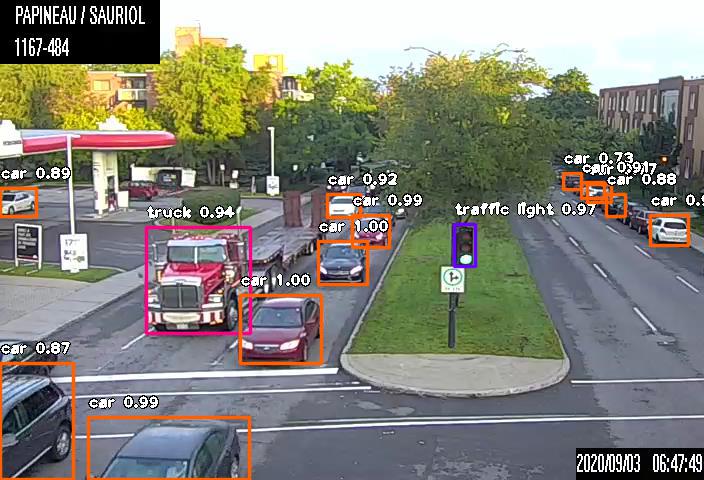 PAPINEAU / SAURIOL
1167-484
car 0.89
car 0.92
car 0.99
truck 0.94
car 1.00
car 1.00
traffic light 0.97
car 0.73
car 0.88
car 0.87
car 0.99
2020/09/03 06:47:49